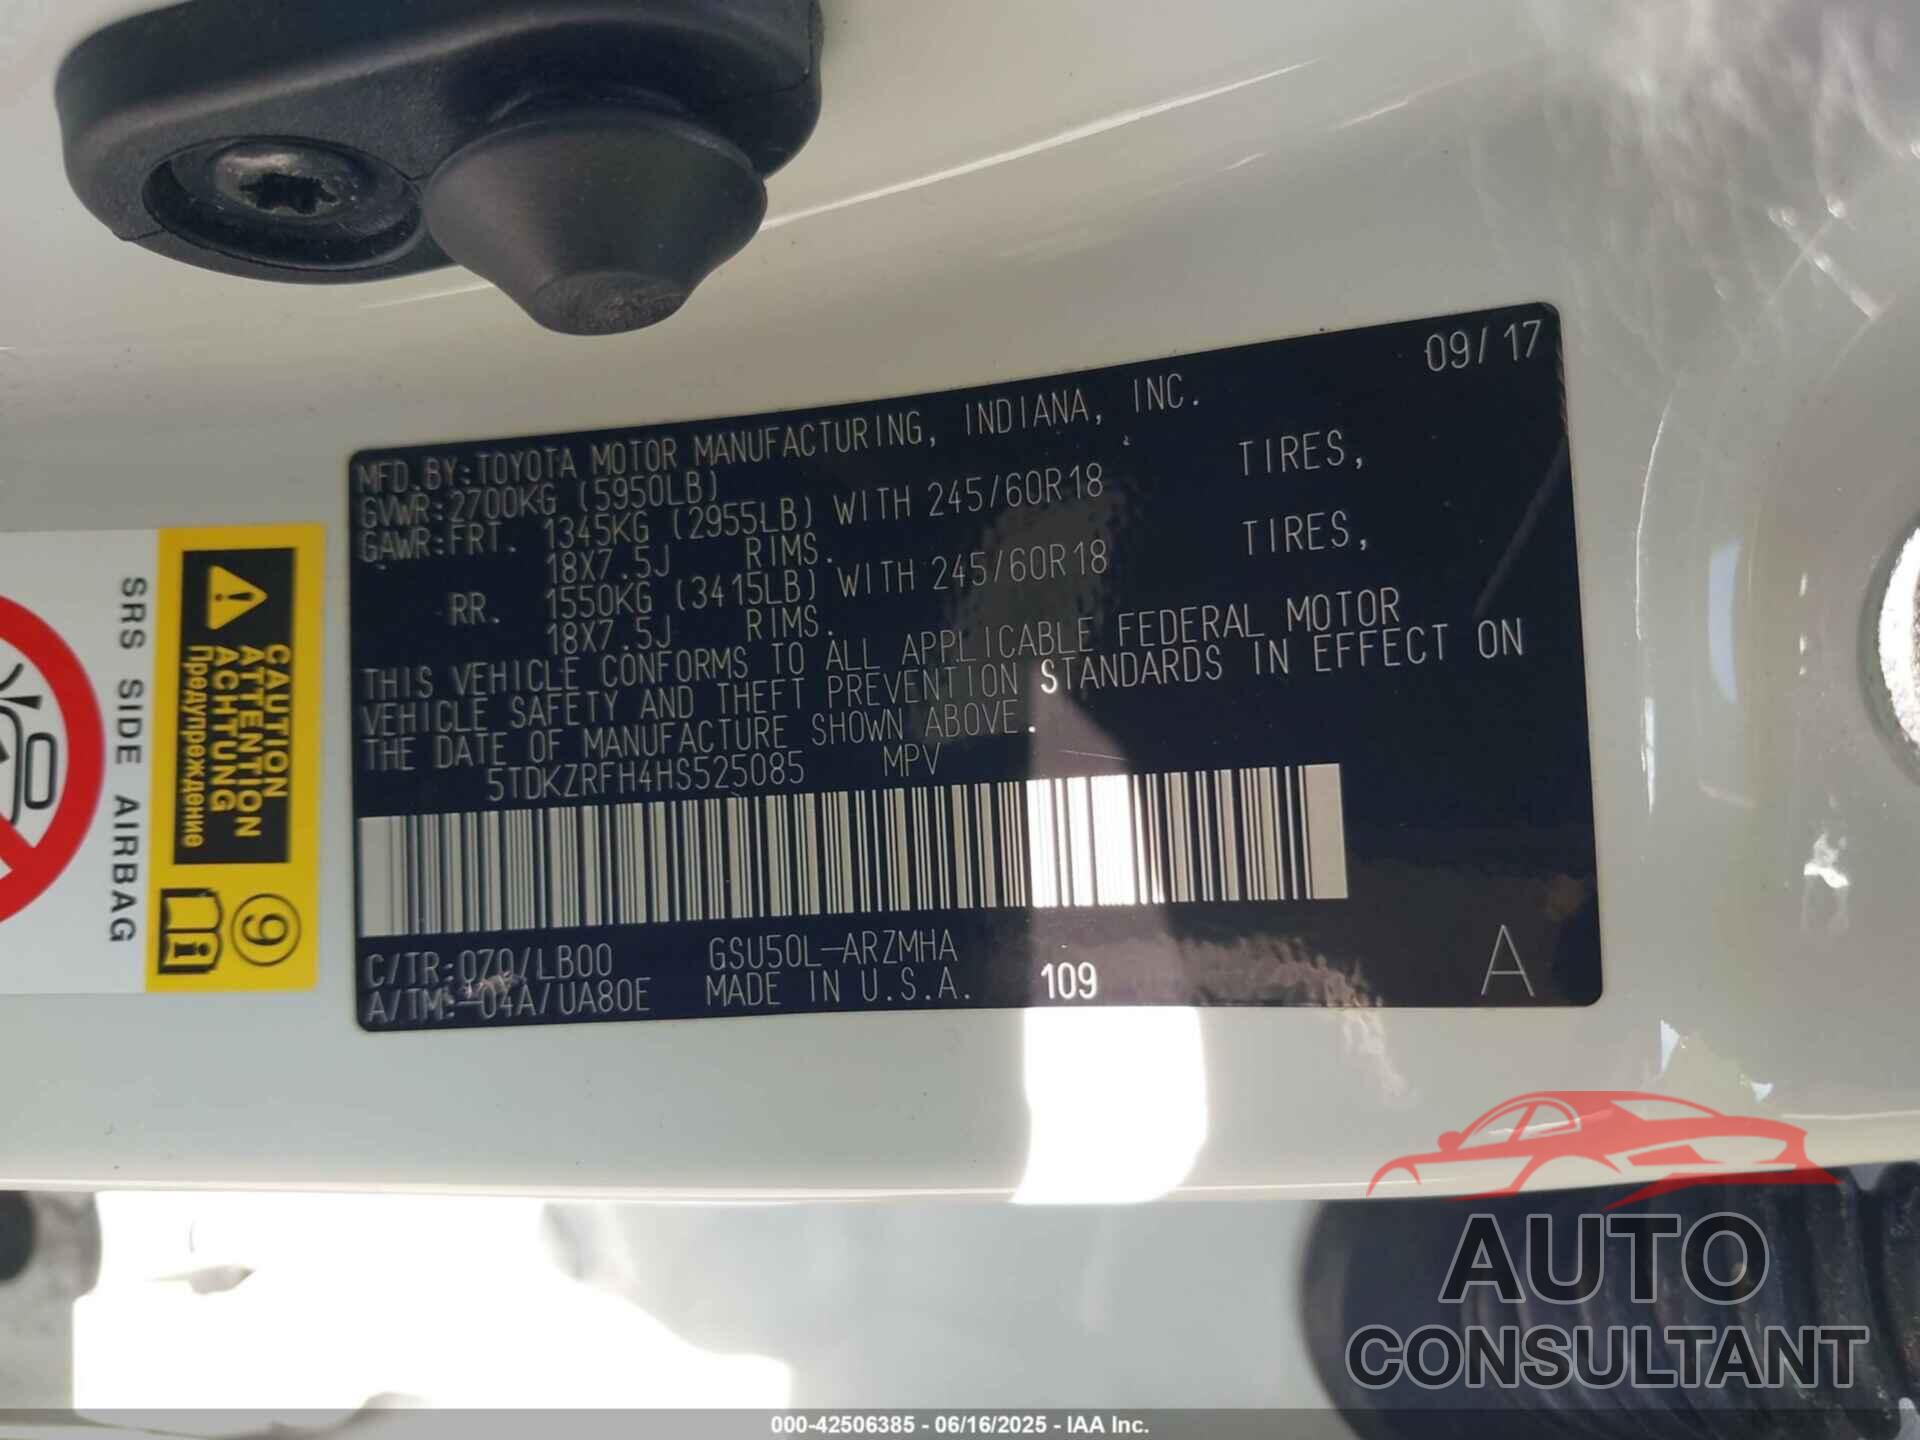 09/17
MFD.BY:TOYOTA MOTOR MANUFACTURING, INDIANA, INC.
GVWR:2700KG (5950LB)
GAWR:FRT. 1345KG (2955LB) WITH 245/60R18 TIRES,
18X7.5J RIMS.
RR. 1550KG (3415LB) WITH 245/60R18 TIRES,
18X7.5J RIMS.
THIS VEHICLE CONFORMS TO ALL APPLICABLE FEDERAL MOTOR
VEHICLE SAFETY AND THEFT PREVENTION STANDARDS IN EFFECT ON
THE DATE OF MANUFACTURE SHOWN ABOVE.
5TDKZRFH4HS525085 MPV
C/TR:070/LB00 GSU50L-ARZMHA
A/TM:-04A/UA80E MADE IN U.S.A. 109 A
CAUTION
ATTENTION
ACHTUNG
Предупреждение
SRS SIDE AIRBAG
9
AUTO
CONSULTANT
000-42506385 - 06/16/2025 - IAA Inc.